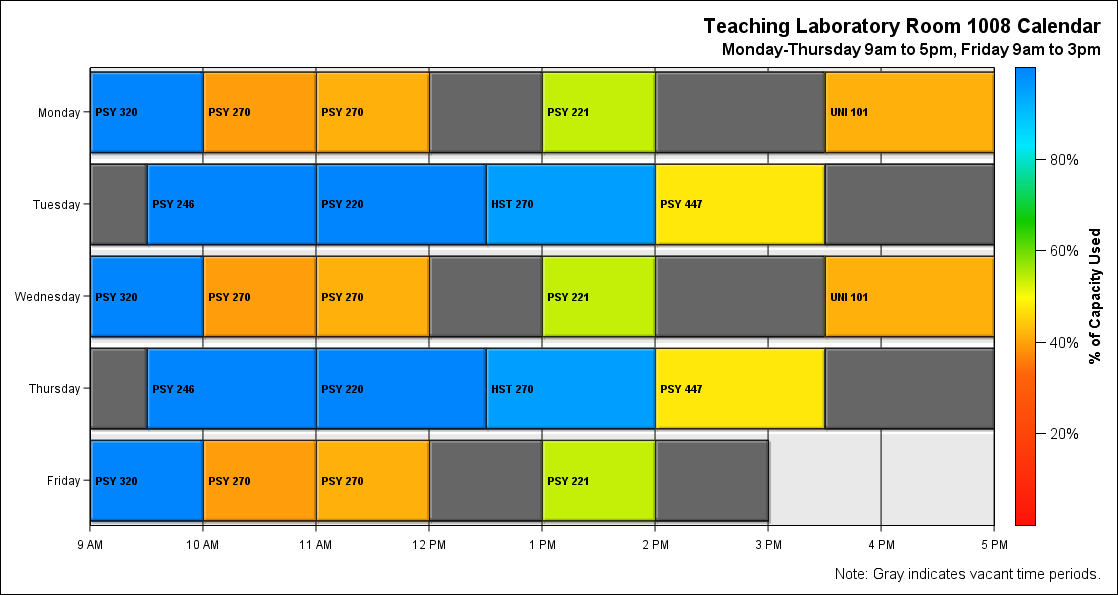 Teaching Laboratory Room 1008 Calendar
Monday-Thursday 9am to 5pm, Friday 9am to 3pm
Monday
PSY 320
PSY 270
PSY 270
PSY 221
UNI 101
Tuesday
PSY 246
PSY 220
HST 270
PSY 447
Wednesday
PSY 320
PSY 270
PSY 270
PSY 221
UNI 101
Thursday
PSY 246
PSY 220
HST 270
PSY 447
Friday
PSY 320
PSY 270
PSY 270
PSY 221
9 AM
10 AM
11 AM
12 PM
1 PM
2 PM
3 PM
4 PM
5 PM
80%
60%
40%
20%
% of Capacity Used
Note: Gray indicates vacant time periods.